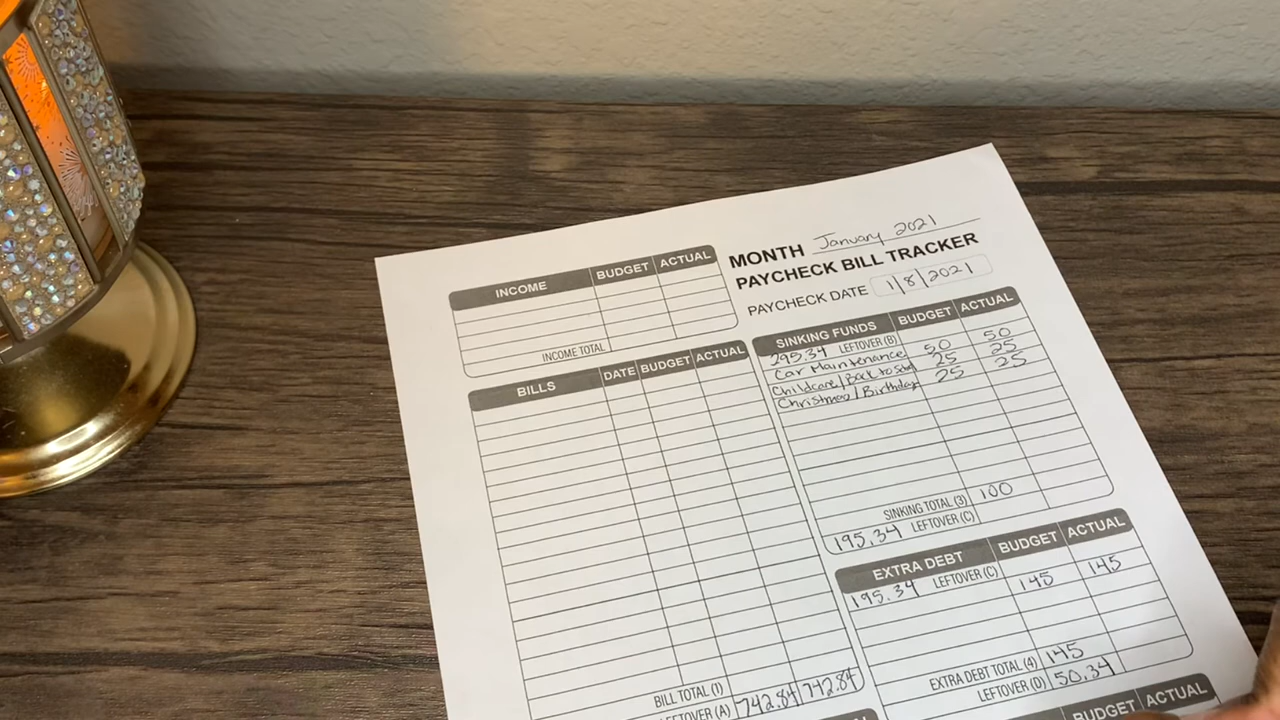 MONTH January 2021
PAYCHECK BILL TRACKER
PAYCHECK DATE 1/8/2021
INCOME BUDGET ACTUAL
INCOME TOTAL
BILLS DATE BUDGET ACTUAL
BILL TOTAL (1) 742.84 742.84
LEFTOVER (A)
SINKING FUNDS BUDGET ACTUAL
295.34 LEFTOVER (B)
Car Maintenance 50 50
Childcare/Back to 25 25
Christmas/Birthday 25 25
SINKING TOTAL (3) 100
195.34 LEFTOVER (C)
EXTRA DEBT BUDGET ACTUAL
195.34 LEFTOVER (C) 145 145
EXTRA DEBT TOTAL (4) 145
LEFTOVER (D) 50.34
BUDGET ACTUAL